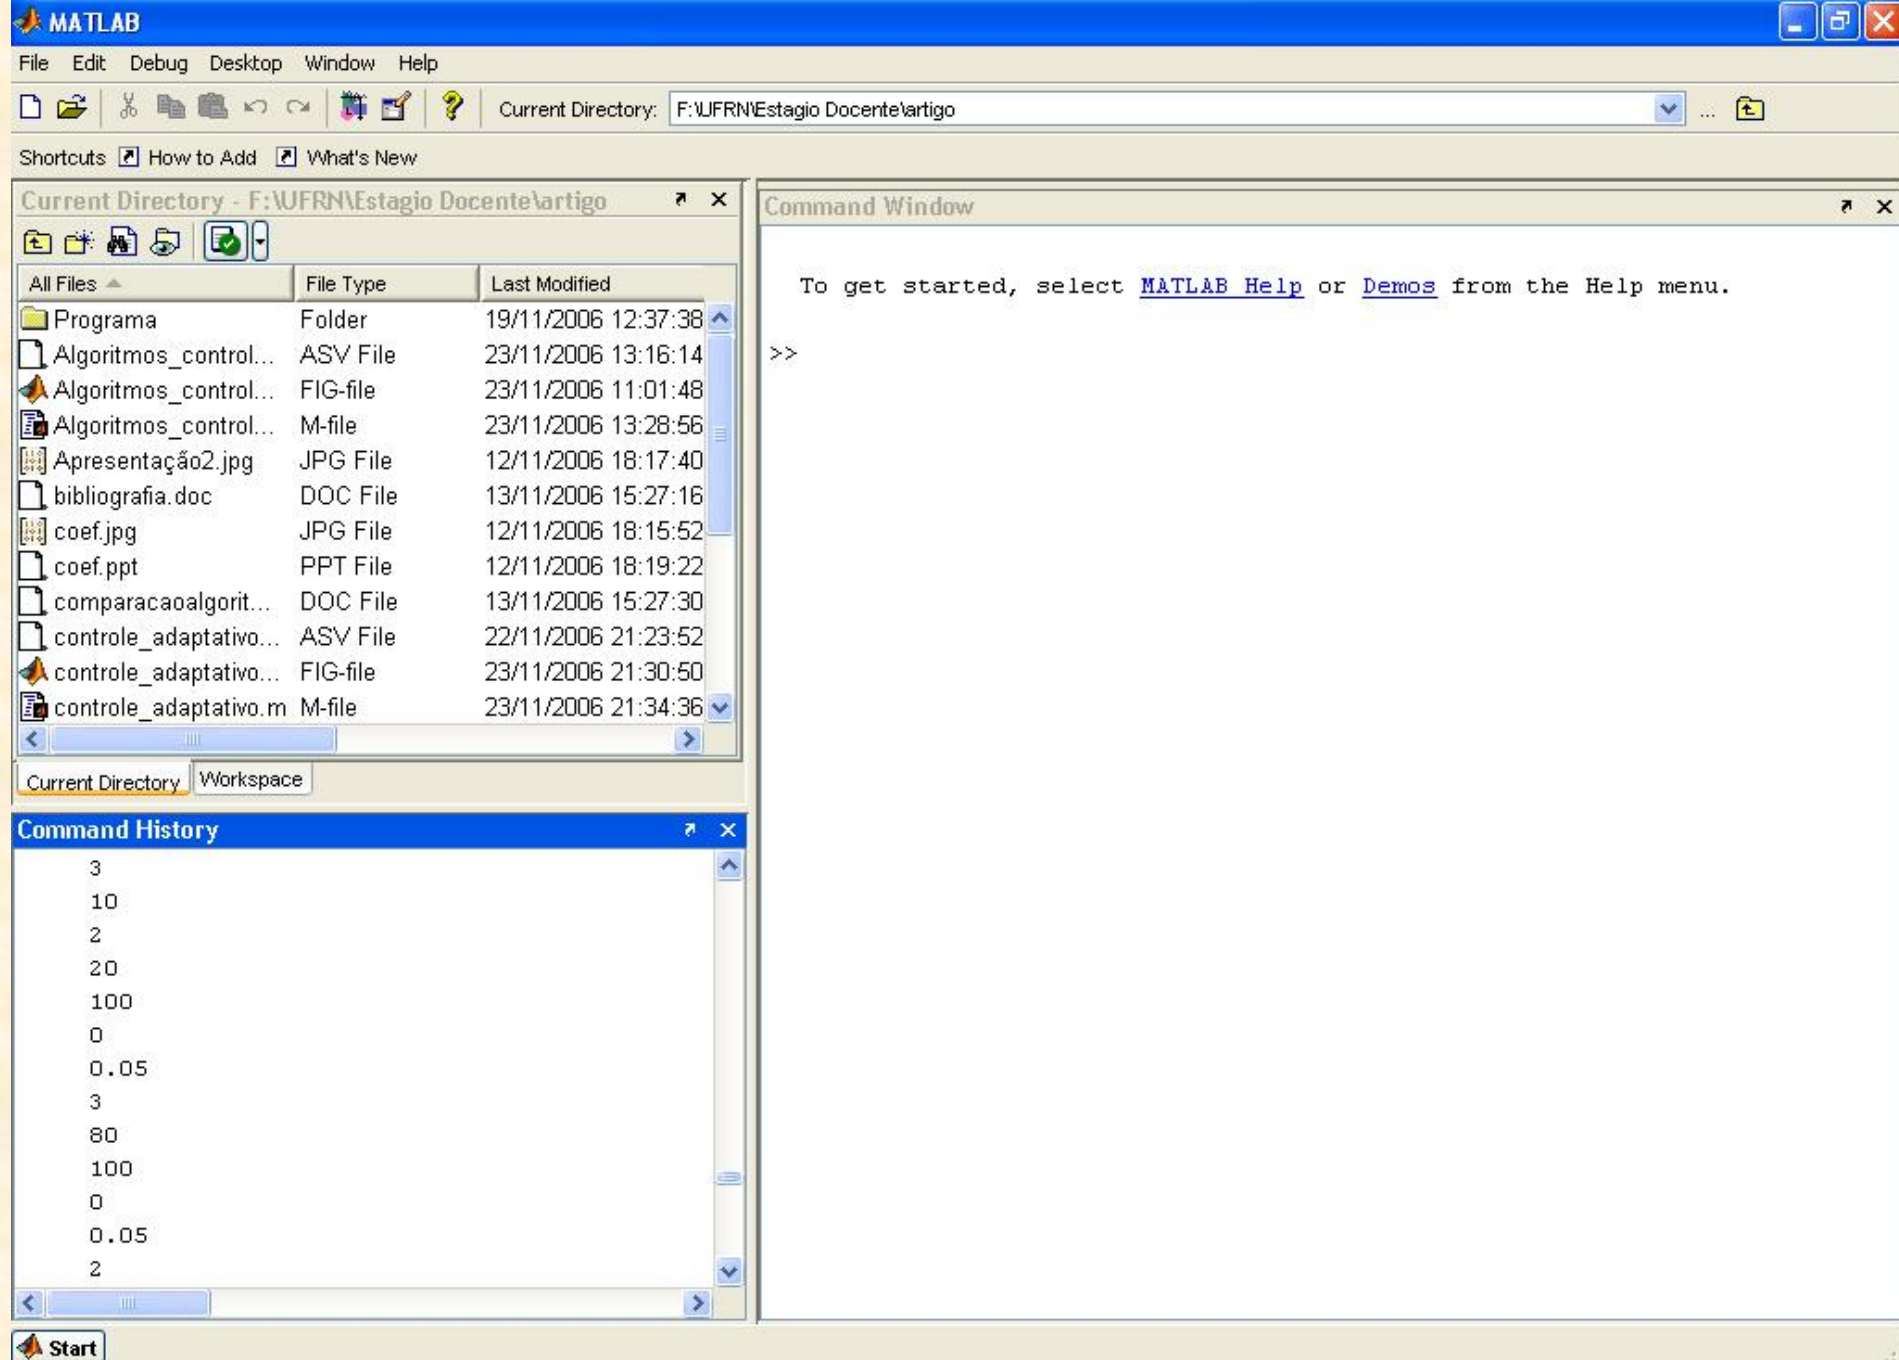 MATLAB
File Edit Debug Desktop Window Help
Current Directory: F:\UFRN\Estagio Docente\artigo ...
Shortcuts How to Add What's New
Current Directory - F:\UFRN\Estagio Docente\artigo
All Files File Type Last Modified
Programa Folder 19/11/2006 12:37:38
Algoritmos_control... ASV File 23/11/2006 13:16:14
Algoritmos_control... FIG-file 23/11/2006 11:01:48
Algoritmos_control... M-file 23/11/2006 13:28:56
Apresentação2.jpg JPG File 12/11/2006 18:17:40
bibliografia.doc DOC File 13/11/2006 15:27:16
coef.jpg JPG File 12/11/2006 18:15:52
coef.ppt PPT File 12/11/2006 18:19:22
comparacaoalgorit... DOC File 13/11/2006 15:27:30
controle_adaptativo... ASV File 22/11/2006 21:23:52
controle_adaptativo... FIG-file 23/11/2006 21:30:50
controle_adaptativo.m M-file 23/11/2006 21:34:36
Current Directory Workspace
Command History
3
10
2
20
100
0
0.05
3
80
100
0
0.05
2
Command Window
To get started, select MATLAB Help or Demos from the Help menu.
>>
Start